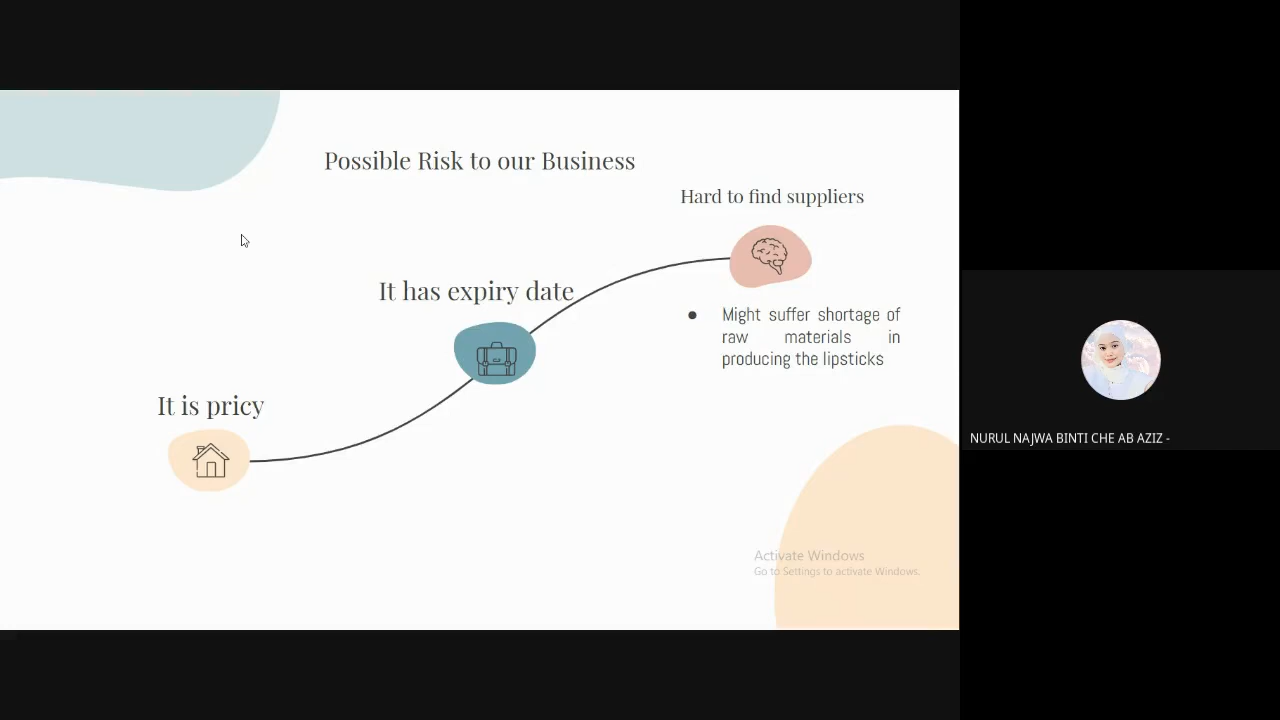 Possible Risk to our Business
Hard to find suppliers
It has expiry date
● Might suffer shortage of
raw materials in
producing the lipsticks
It is pricy
NURUL NAJWA BINTI CHE AB AZIZ -
Activate Windows
Go to Settings to activate Windows.